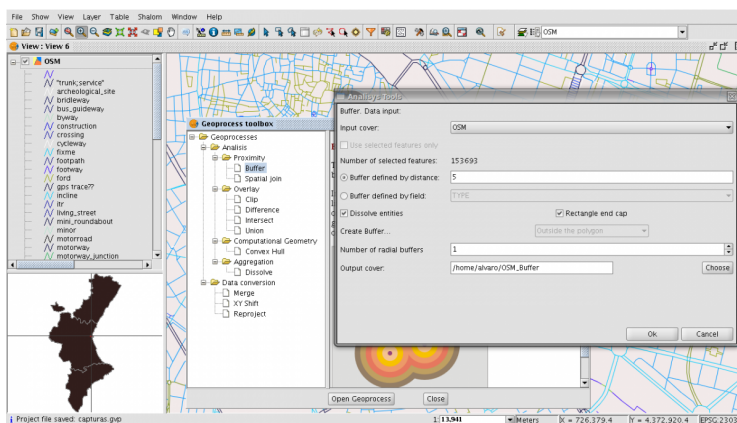 File Show View Layer Table Shalom Window Help
OSM
View : View 6
OSM
"trunk;service"
archeological_site
bridleway
bus_guideway
byway
construction
crossing
cycleway
fixme
footpath
footway
ford
gps trace??
incline
itr
living_street
mini_roundabout
minor
motorroad
motorway
motorway_junction
Geoprocess toolbox
Geoprocesses
Analisis
Proximity
Buffer
Spatial Join
Overlay
Clip
Difference
Intersect
Union
Computational Geometry
Convex Hull
Aggregation
Dissolve
Data conversion
Merge
XY Shift
Reproject
Open Geoprocess Close
Analisys Tools
Buffer. Data input:
Input cover: OSM
Use selected features only
Number of selected features: 153693
Buffer defined by distance: 5
Buffer defined by field: TYPE
Dissolve entities Rectangle end cap
Create Buffer... Outside the polygon
Number of radial buffers 1
Output cover: /home/alvaro/OSM_Buffer Choose
Ok Cancel
Project file saved: capturas.gvp 1: 13,941 Meters X = 726,379.4 Y = 4,372,920.4 EPSG:2303